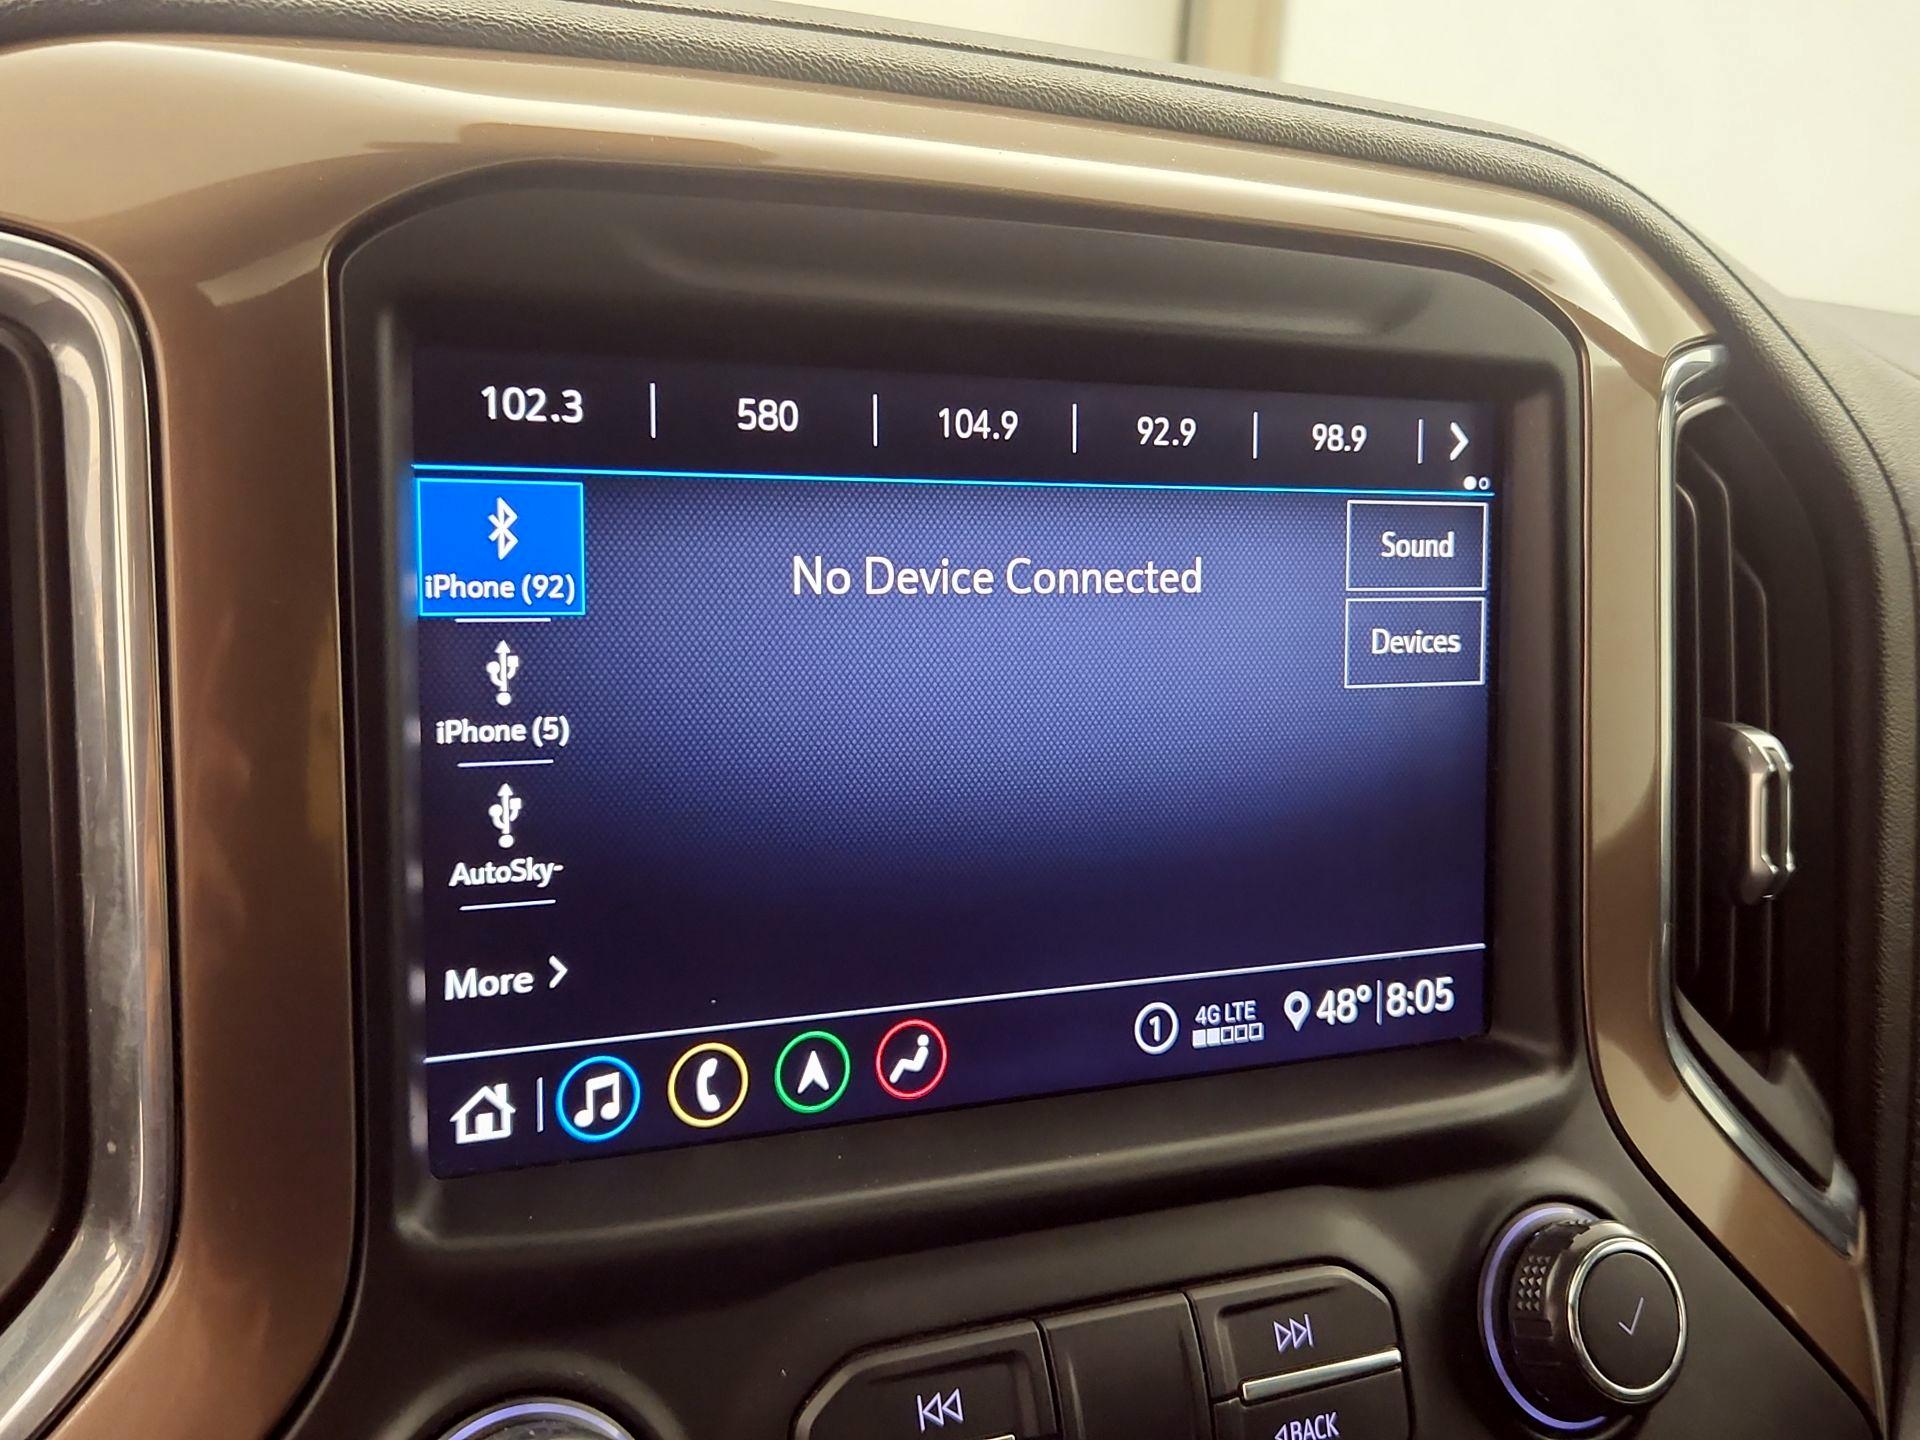 102.3 | 580 | 104.9 | 92.9 | 98.9 |
iPhone (92)
No Device Connected
Sound
Devices
iPhone (5)
AutoSky-
More
1 4G LTE 48° | 8:05
BACK